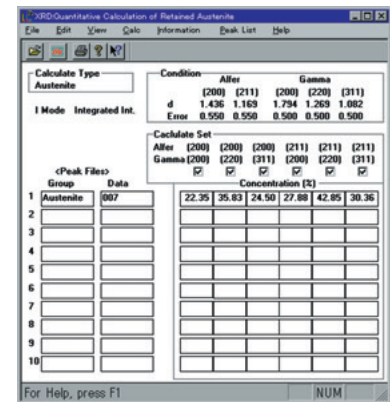 XRD:Quantitative Calculation of Retained Austenite
File Edit View Calc Information Peak List Help
Calculate Type
Austenite
I Mode Integrated Int.
Condition
Alfer Gamma
(200) (211) (200) (220) (311)
d 1.436 1.169 1.794 1.269 1.082
Error 0.550 0.550 0.500 0.500 0.500
Caclulate Set
Alfer (200) (200) (200) (211) (211) (211)
Gamma (200) (220) (311) (200) (220) (311)
<Peak Files>
Group Data
Concentration (%)
1 Austenite 007 22.35 35.83 24.50 27.88 42.85 30.36
2
3
4
5
6
7
8
9
10
For Help, press F1 NUM